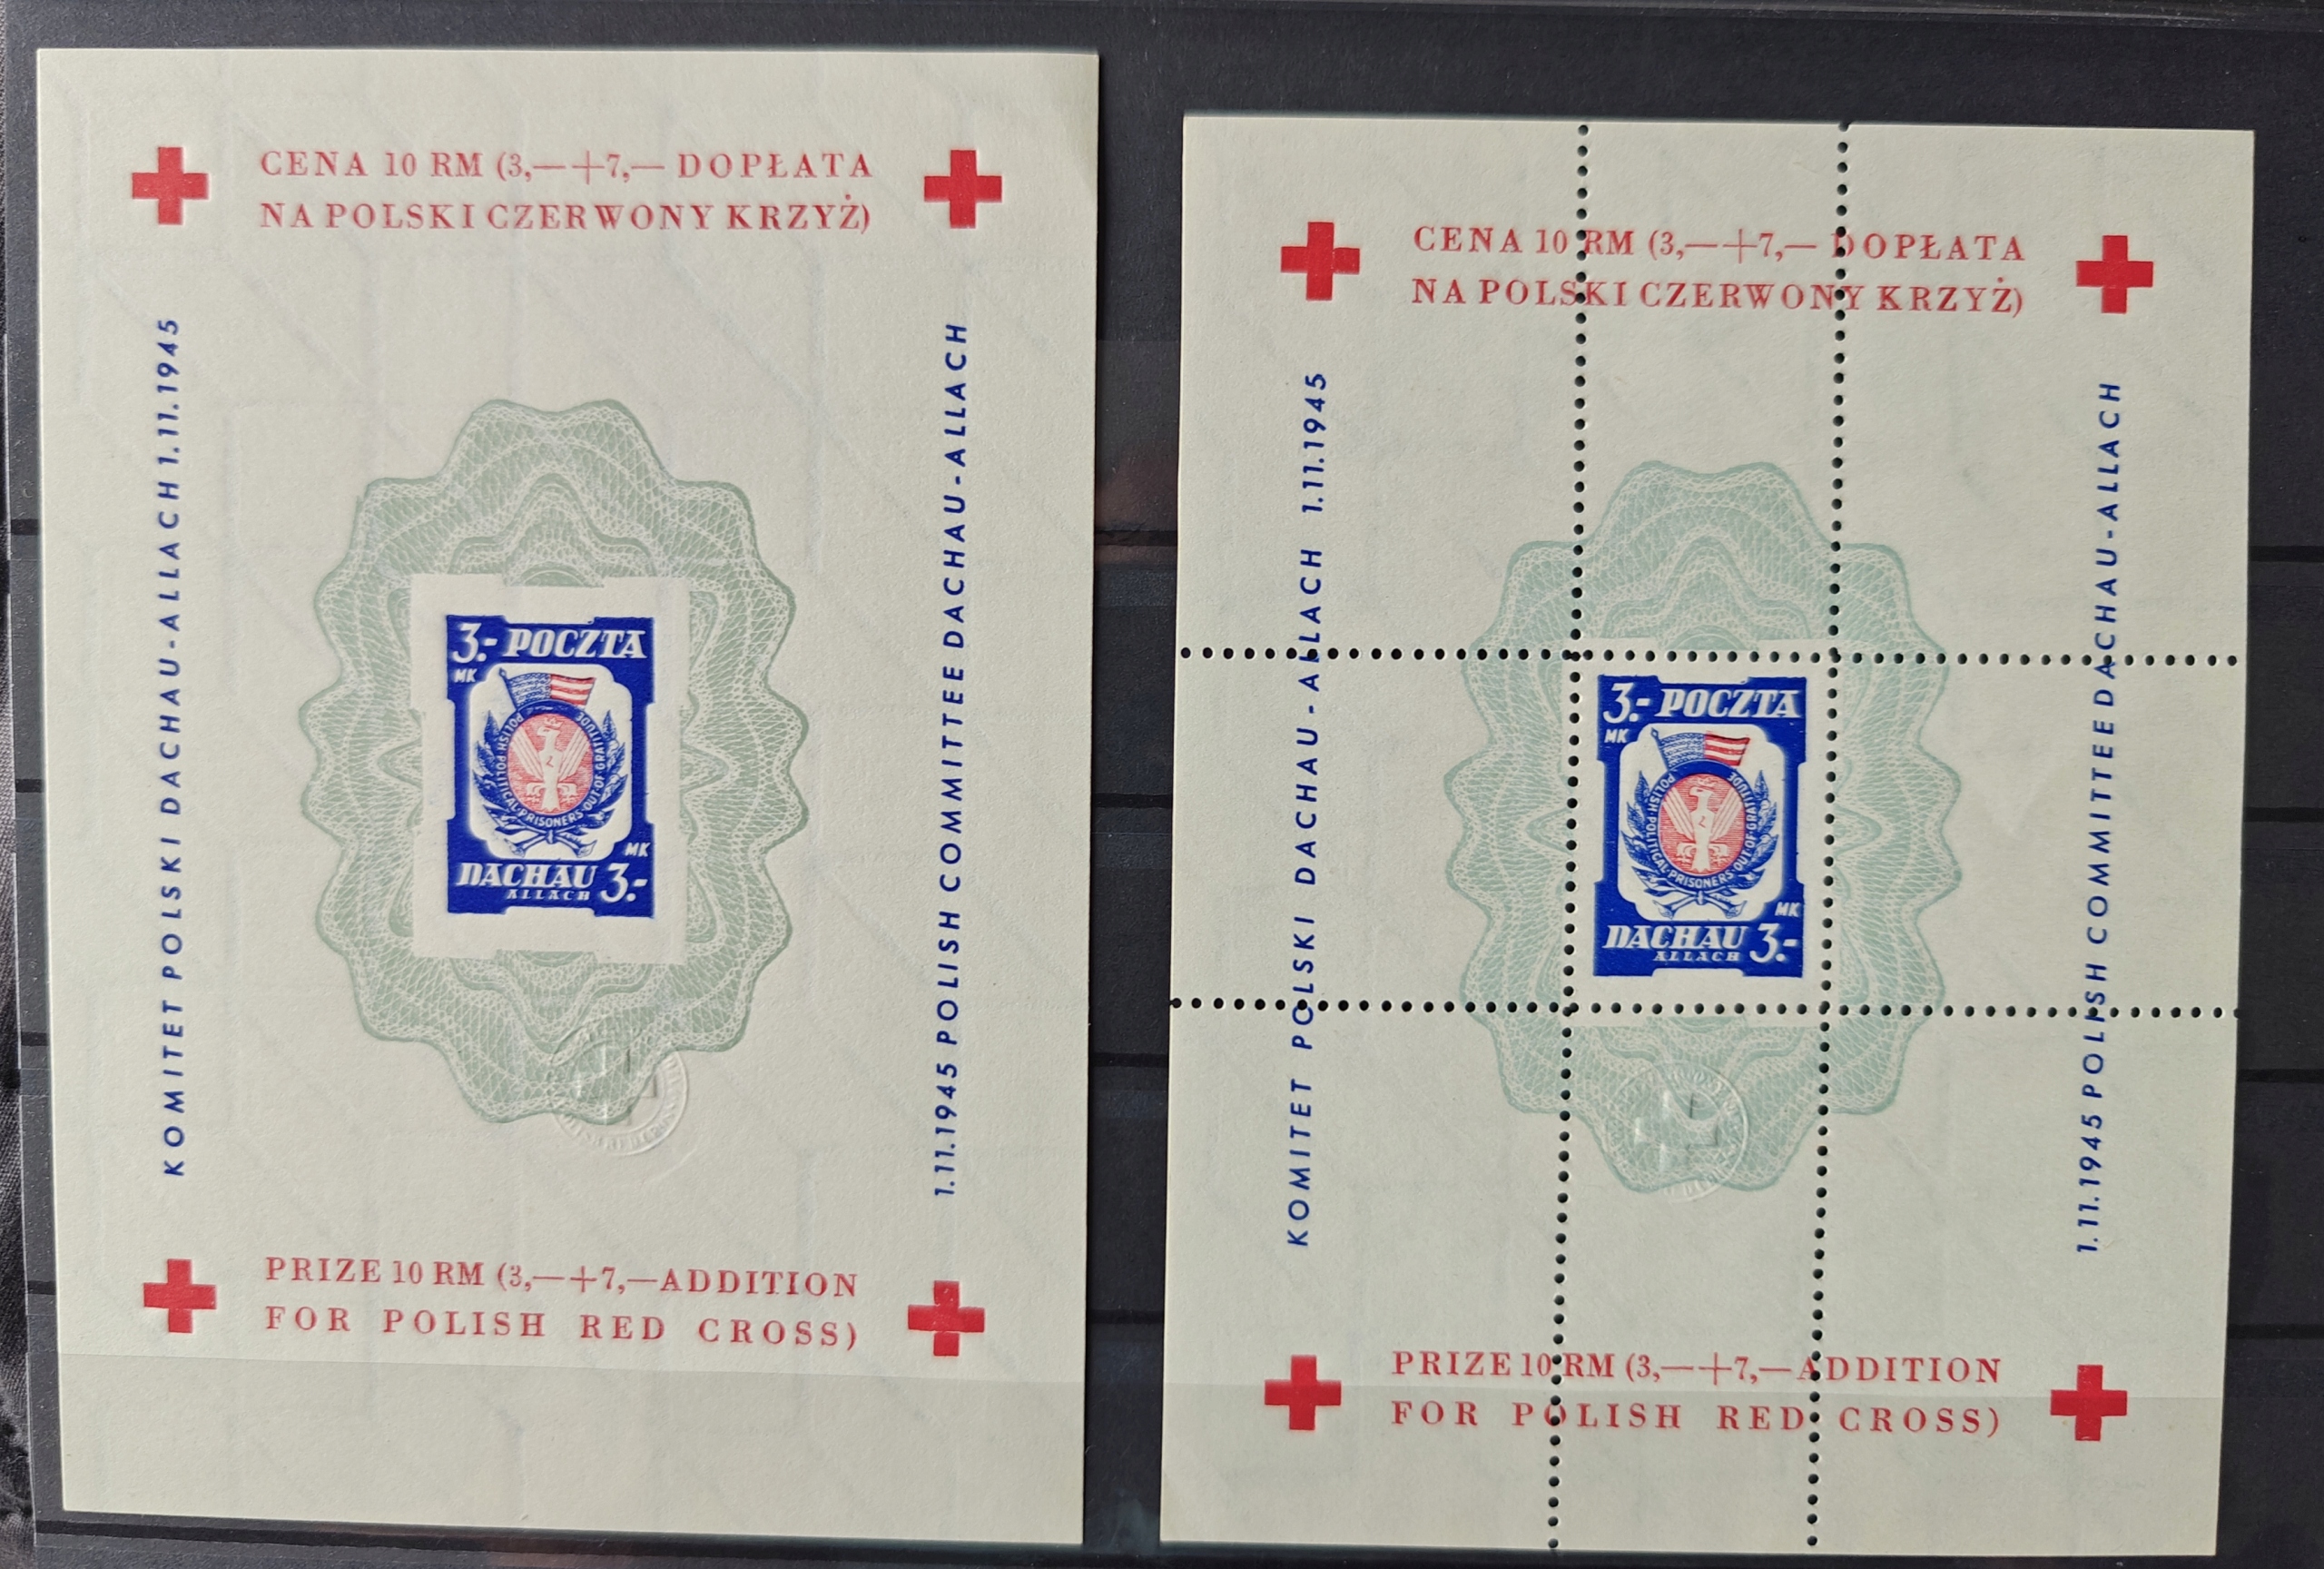 CENA 10 RM (3,—+7,— DOPŁATA
NA POLSKI CZERWONY KRZYŻ)
KOMITET POLSKI DACHAU-ALLACH 1.11.1945
3.- POCZTA
MK
POLISH·POLITICAL·PRISONERS·OUT·OF·GRATITUDE
MK
DACHAU 3.-
ALLACH
1.11.1945 POLISH COMMITTEE DACHAU-ALLACH
PRIZE 10 RM (3,—+7,—ADDITION
FOR POLISH RED CROSS)
CENA 10 RM (3,—+7,— DOPŁATA
NA POLSKI CZERWONY KRZYŻ)
KOMITET POLSKI DACHAU-ALLACH 1.11.1945
3.- POCZTA
MK
POLISH·POLITICAL·PRISONERS·OUT·OF·GRATITUDE
MK
DACHAU 3.-
ALLACH
1.11.1945 POLISH COMMITTEE DACHAU-ALLACH
PRIZE 10 RM (3,—+7,—ADDITION
FOR POLISH RED CROSS)